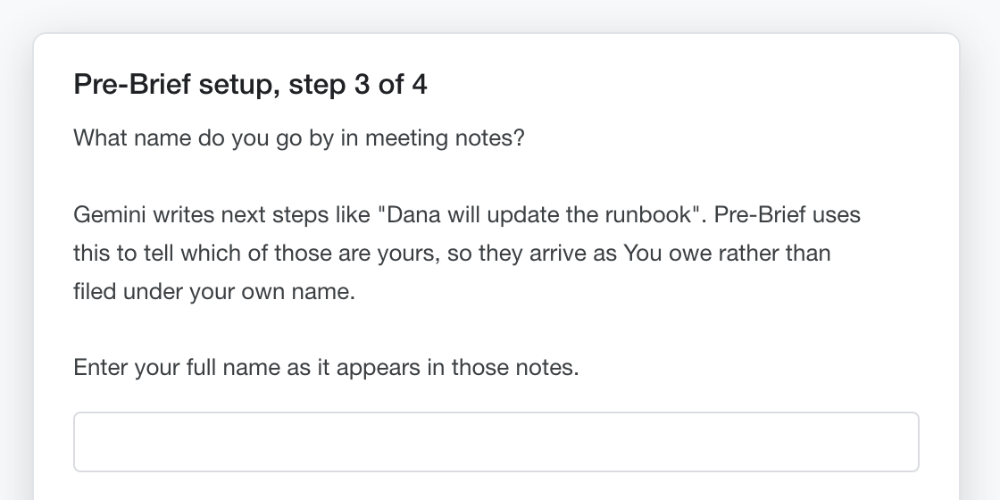 Pre-Brief setup, step 3 of 4
What name do you go by in meeting notes?
Gemini writes next steps like "Dana will update the runbook". Pre-Brief uses
this to tell which of those are yours, so they arrive as You owe rather than
filed under your own name.
Enter your full name as it appears in those notes.